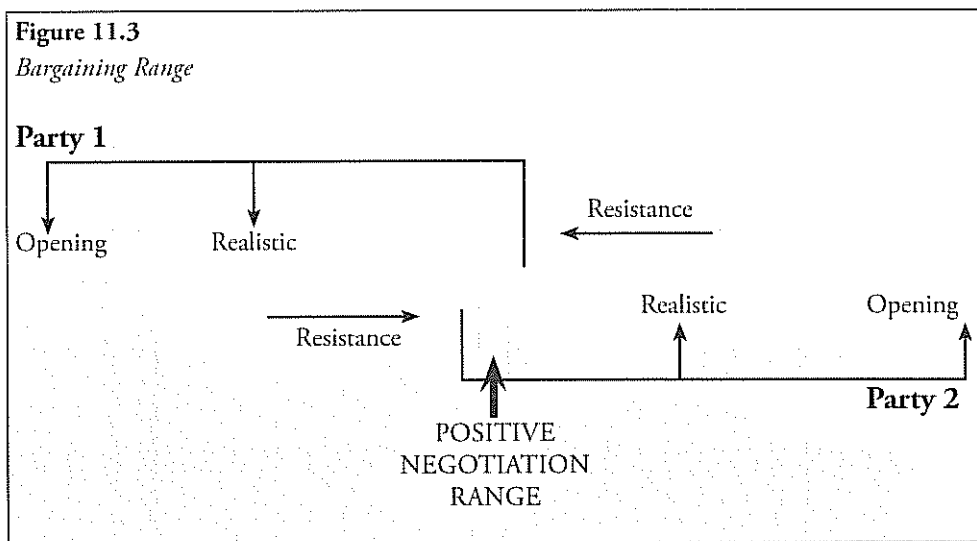 Figure 11.3
Bargaining Range
Party 1
Opening
Realistic
Resistance
Resistance
Realistic
Opening
Party 2
POSITIVE
NEGOTIATION
RANGE